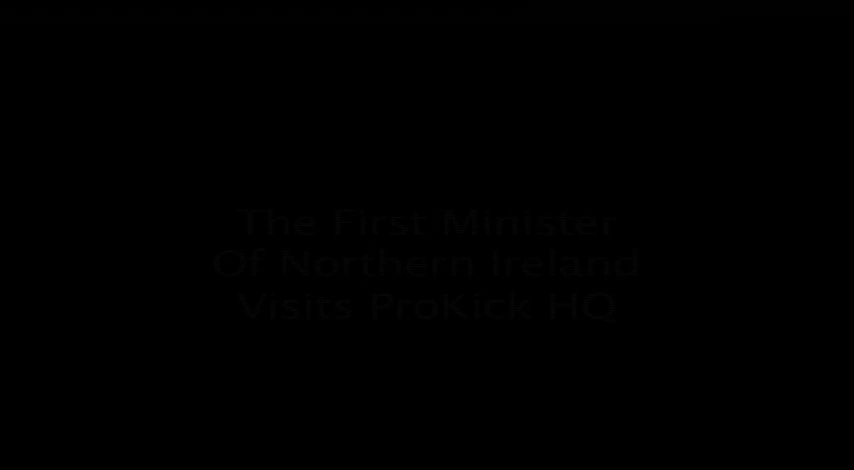 The First Minister
Of Northern Ireland
Visits ProKick HQ